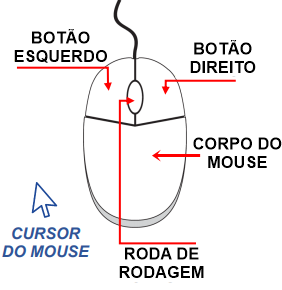 BOTÃO
ESQUERDO
BOTÃO
DIREITO
CORPO DO
MOUSE
CURSOR
DO MOUSE
RODA DE
RODAGEM